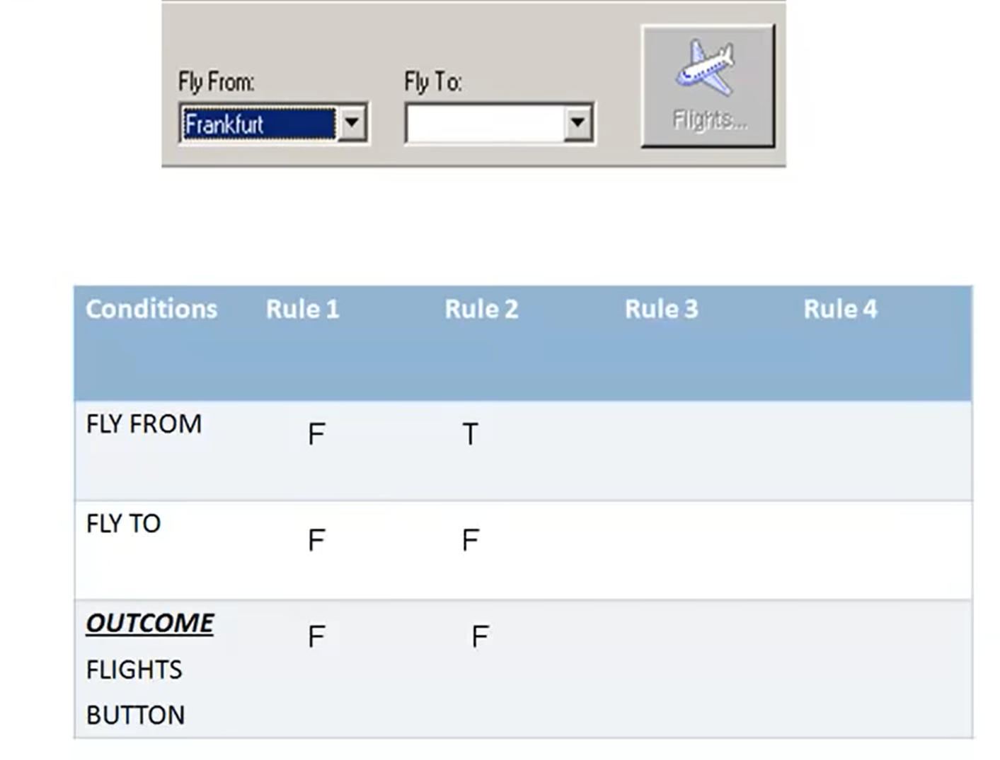 Fly From: Fly To:
Frankfurt
Flights...
Conditions Rule 1 Rule 2 Rule 3 Rule 4
FLY FROM F T
FLY TO F F
OUTCOME F F
FLIGHTS
BUTTON